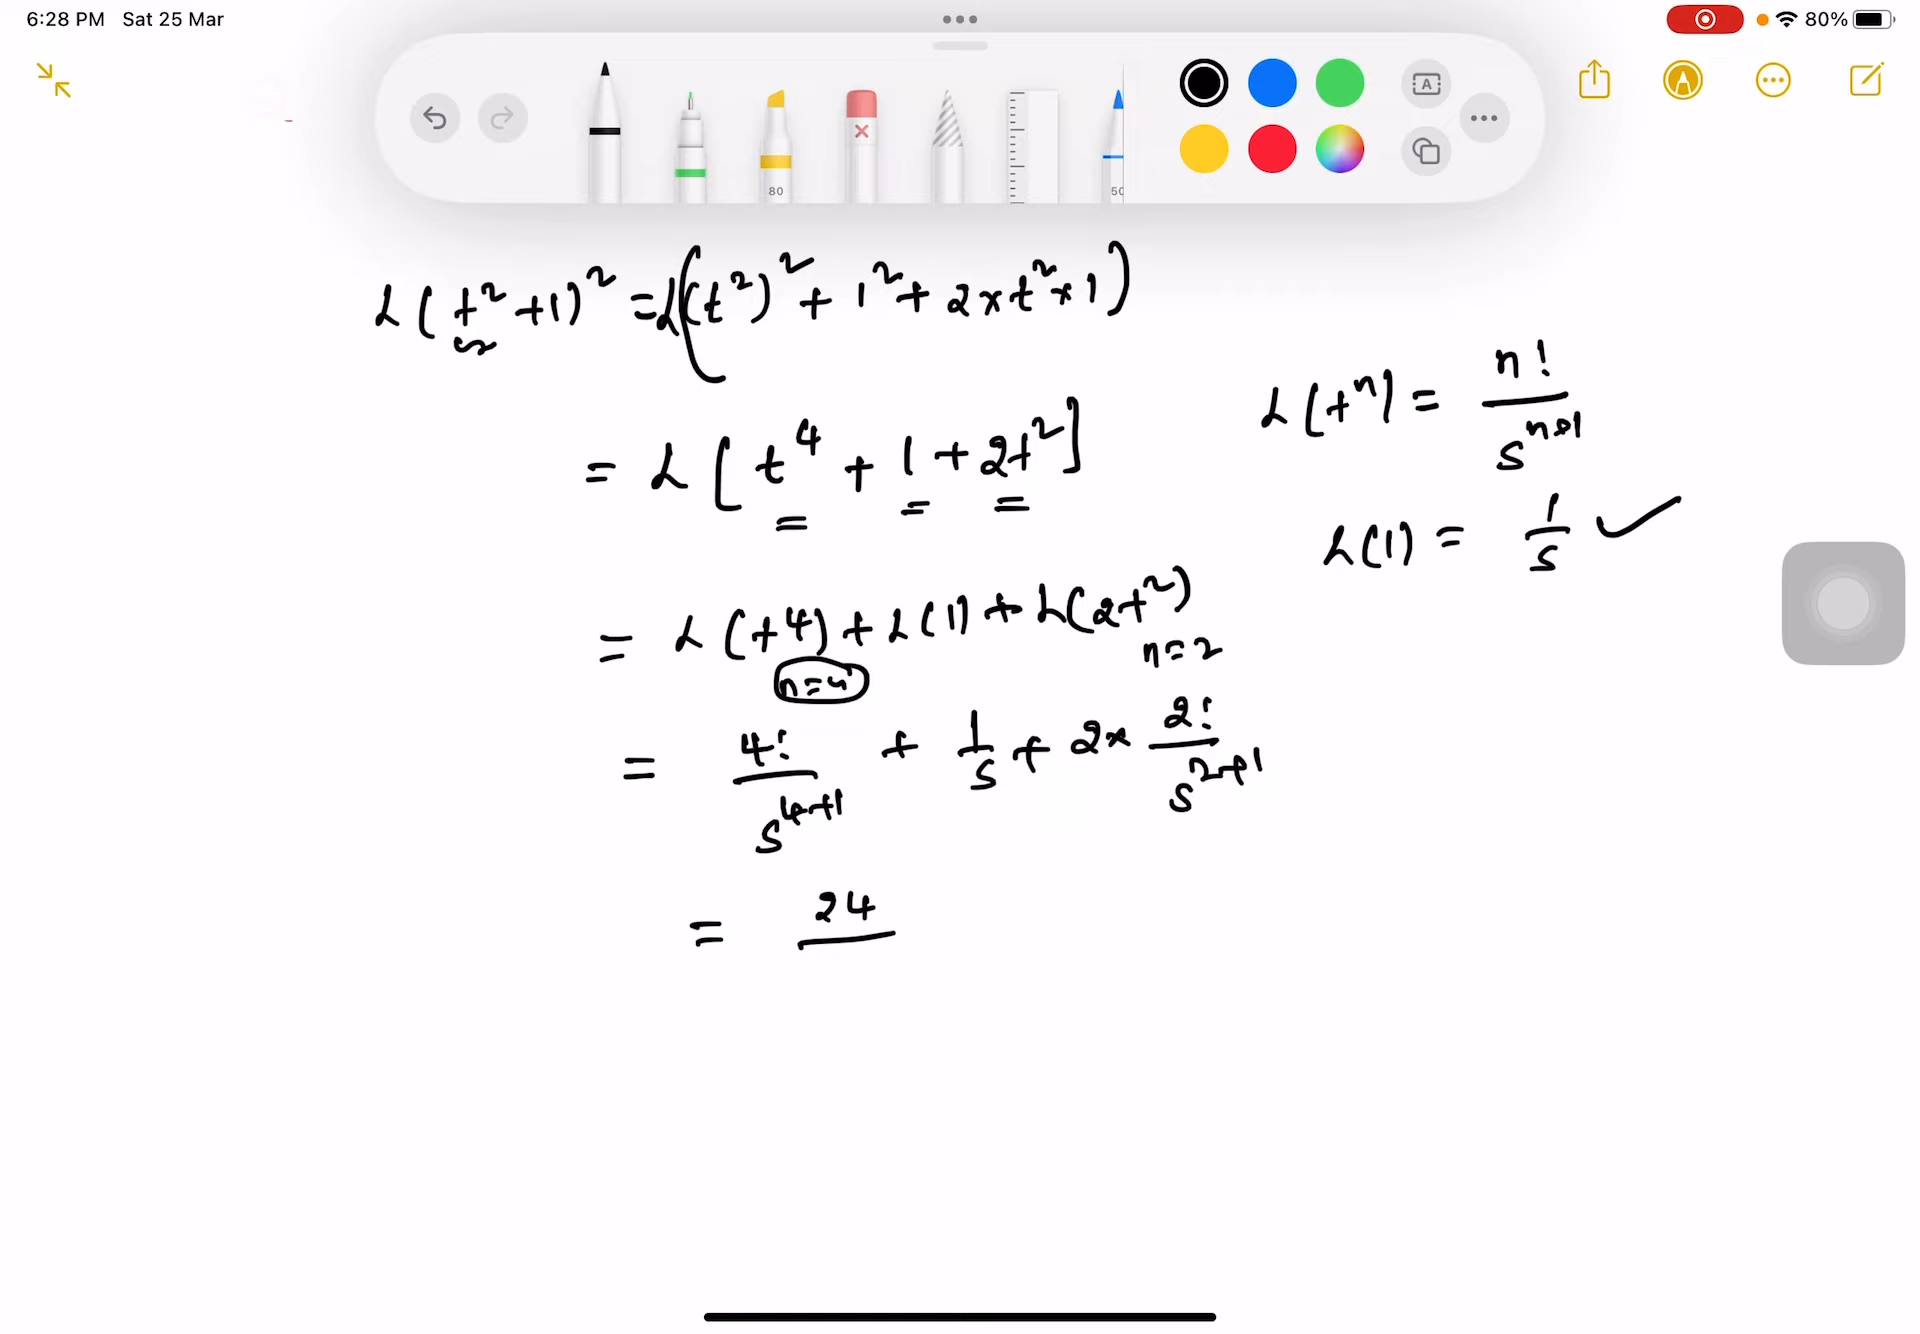 6:28 PM Sat 25 Mar
80%
A
80
50
L(t²+1)² = L((t²)² + 1² + 2×t²×1)
= L[t⁴ + 1 + 2t²]
L(tⁿ) = n!/sⁿ⁺¹
L(1) = 1/s ✓
= L(t⁴) + L(1) + L(2t²)
n=4 n=2
= 4!/s⁴⁺¹ + 1/s + 2× 2!/s²⁺¹
= 24/